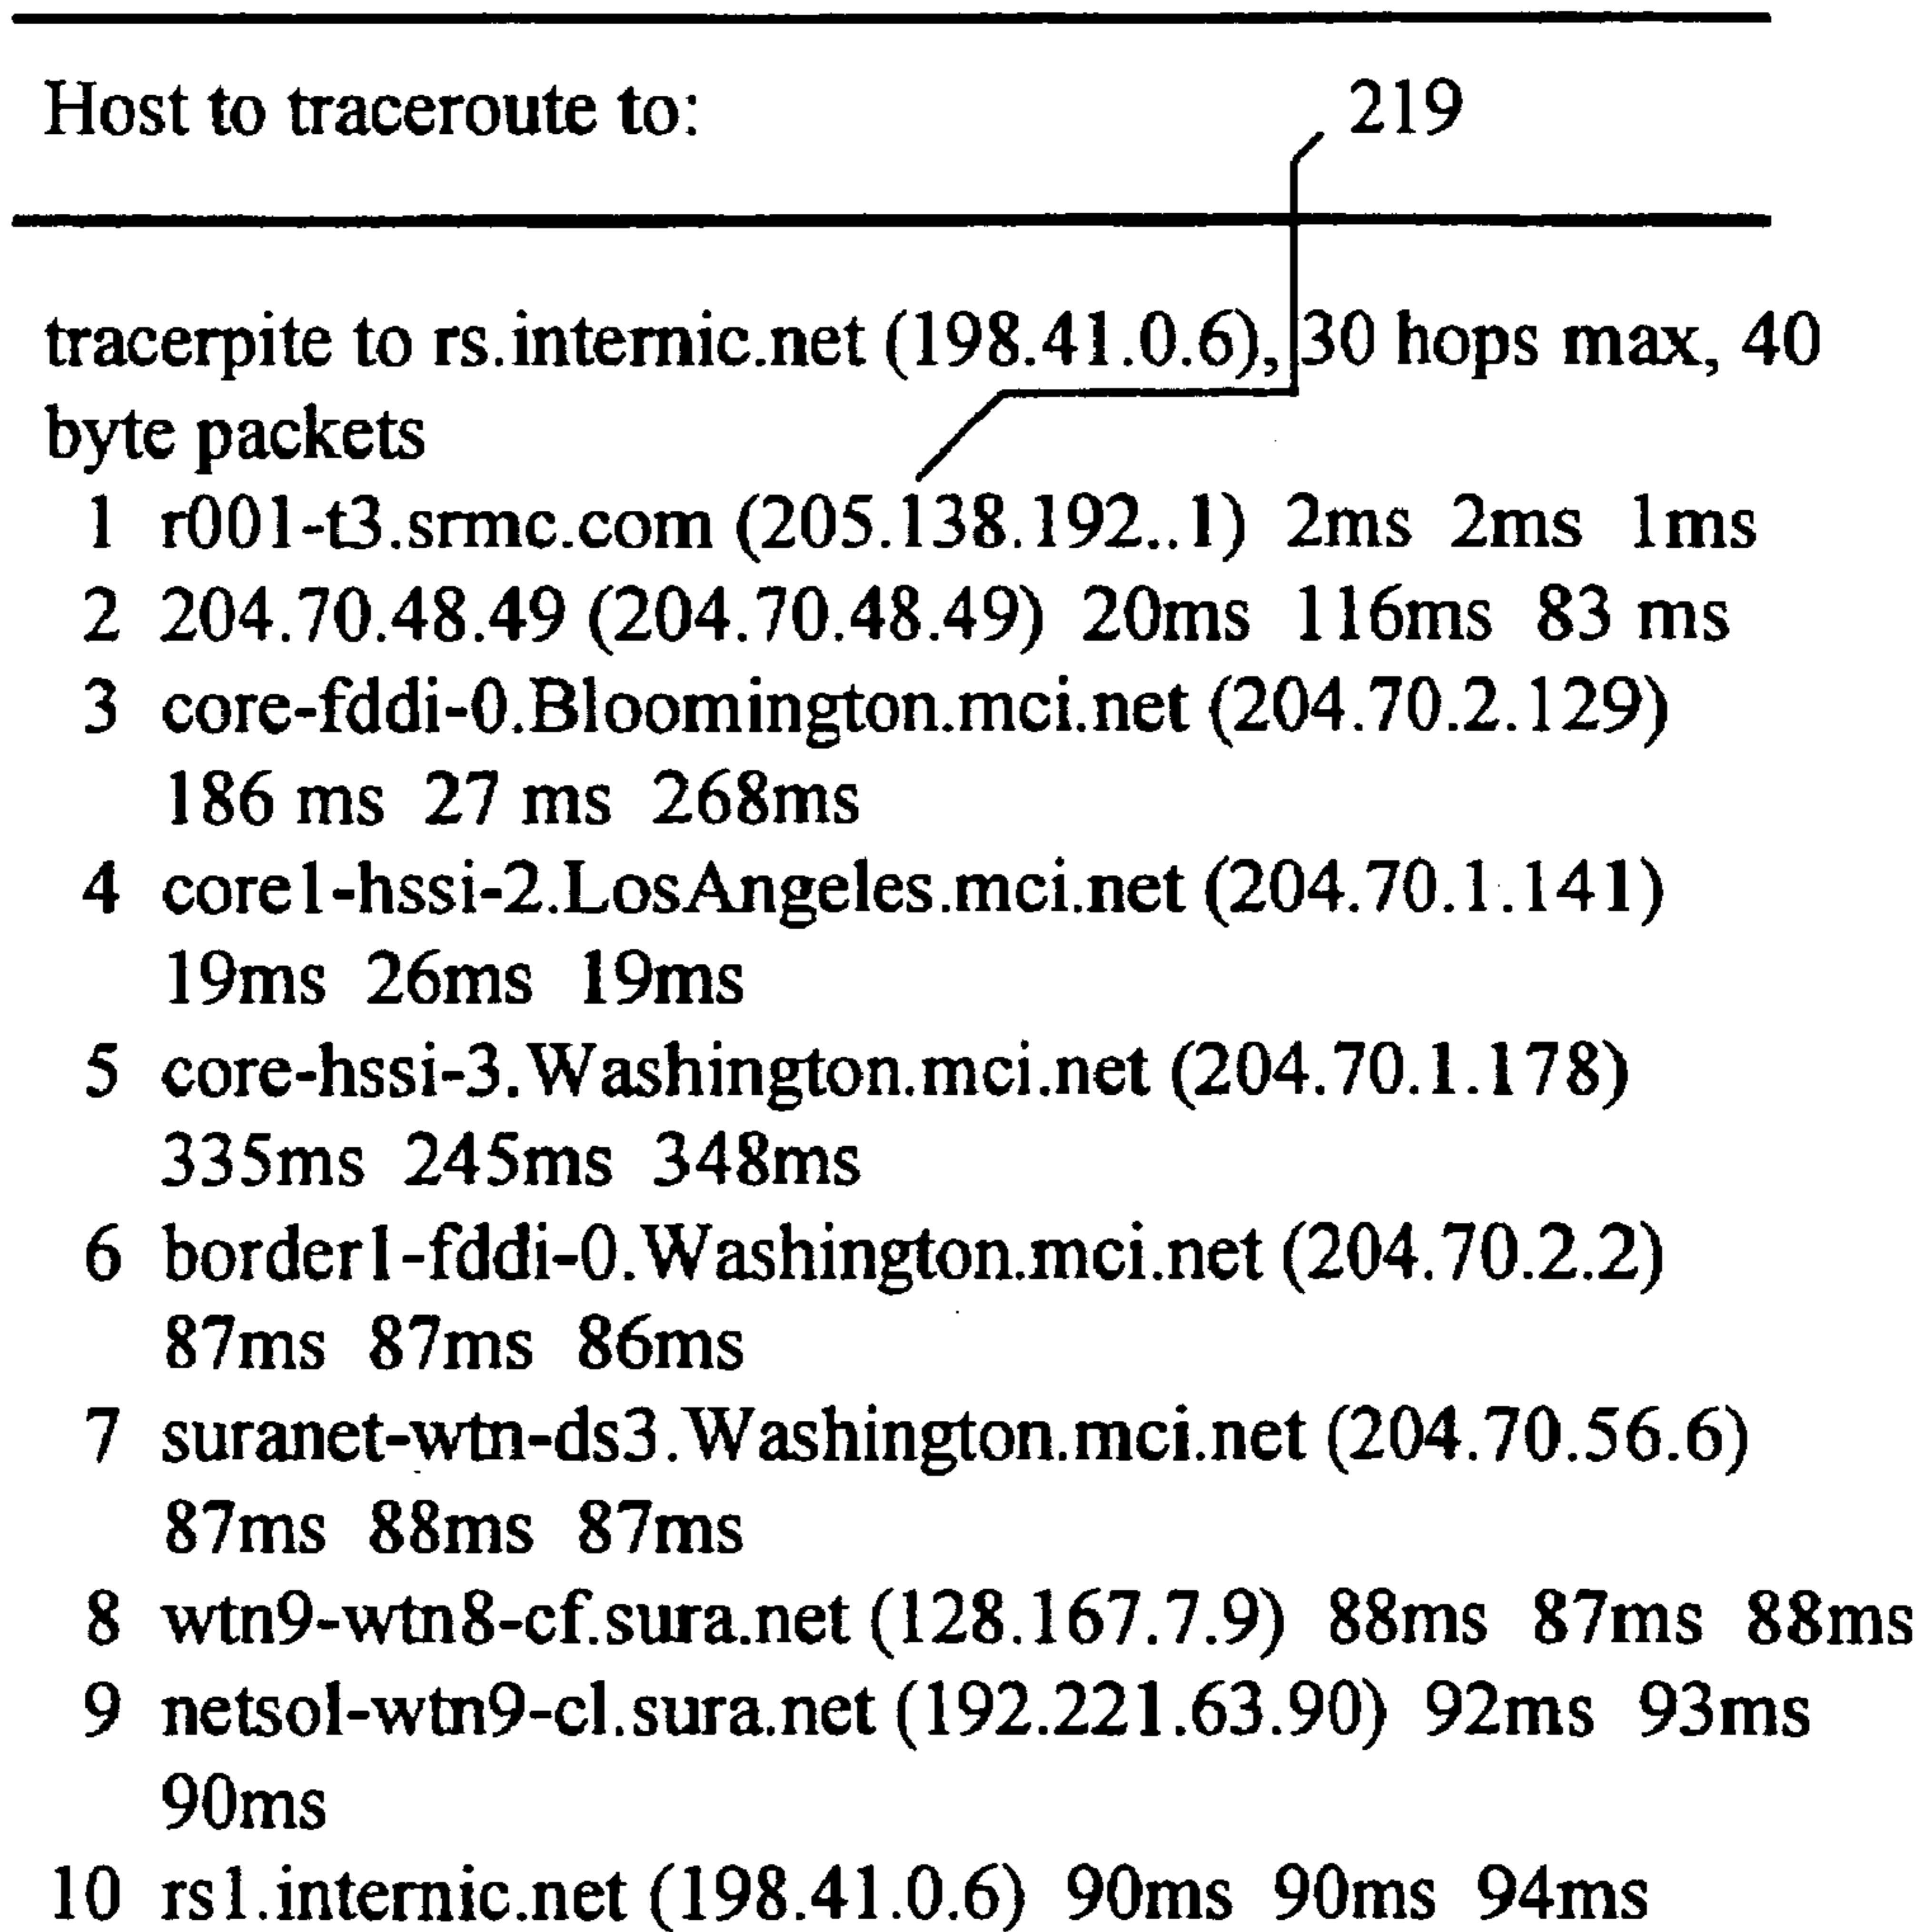 Host to traceroute to:
219
tracerpite to rs.internic.net (198.41.0.6), 30 hops max, 40
byte packets
1 r001-t3.srmc.com (205.138.192..1) 2ms 2ms 1ms
2 204.70.48.49 (204.70.48.49) 20ms 116ms 83 ms
3 core-fddi-0.Bloomington.mci.net (204.70.2.129)
186 ms 27 ms 268ms
4 core1-hssi-2.LosAngeles.mci.net (204.70.1.141)
19ms 26ms 19ms
5 core-hssi-3.Washington.mci.net (204.70.1.178)
335ms 245ms 348ms
6 border1-fddi-0.Washington.mci.net (204.70.2.2)
87ms 87ms 86ms
7 suranet-wtn-ds3.Washington.mci.net (204.70.56.6)
87ms 88ms 87ms
8 wtn9-wtn8-cf.sura.net (128.167.7.9) 88ms 87ms 88ms
9 netsol-wtn9-cl.sura.net (192.221.63.90) 92ms 93ms
90ms
10 rs1.internic.net (198.41.0.6) 90ms 90ms 94ms